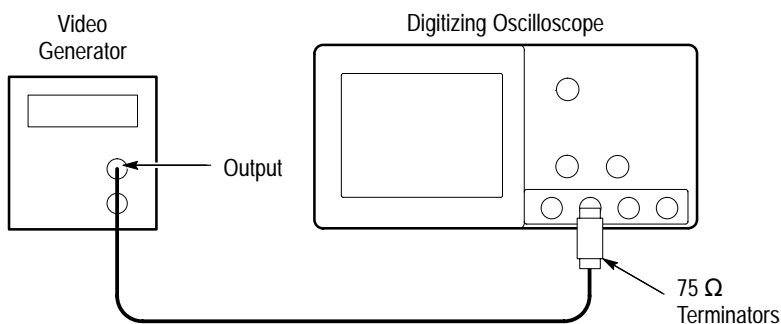 Video
Generator
Digitizing Oscilloscope
Output
75 Ω
Terminators